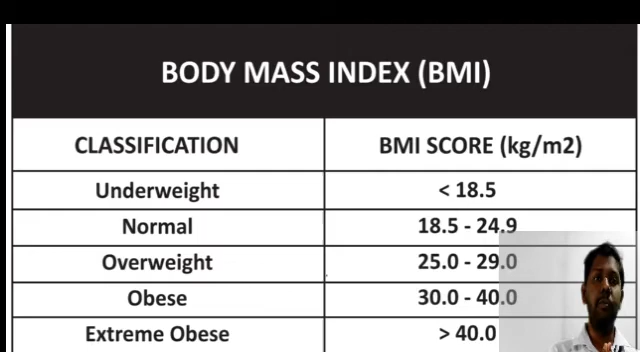 BODY MASS INDEX (BMI)
CLASSIFICATION BMI SCORE (kg/m2)
Underweight < 18.5
Normal 18.5 - 24.9
Overweight 25.0 - 29.0
Obese 30.0 - 40.0
Extreme Obese > 40.0